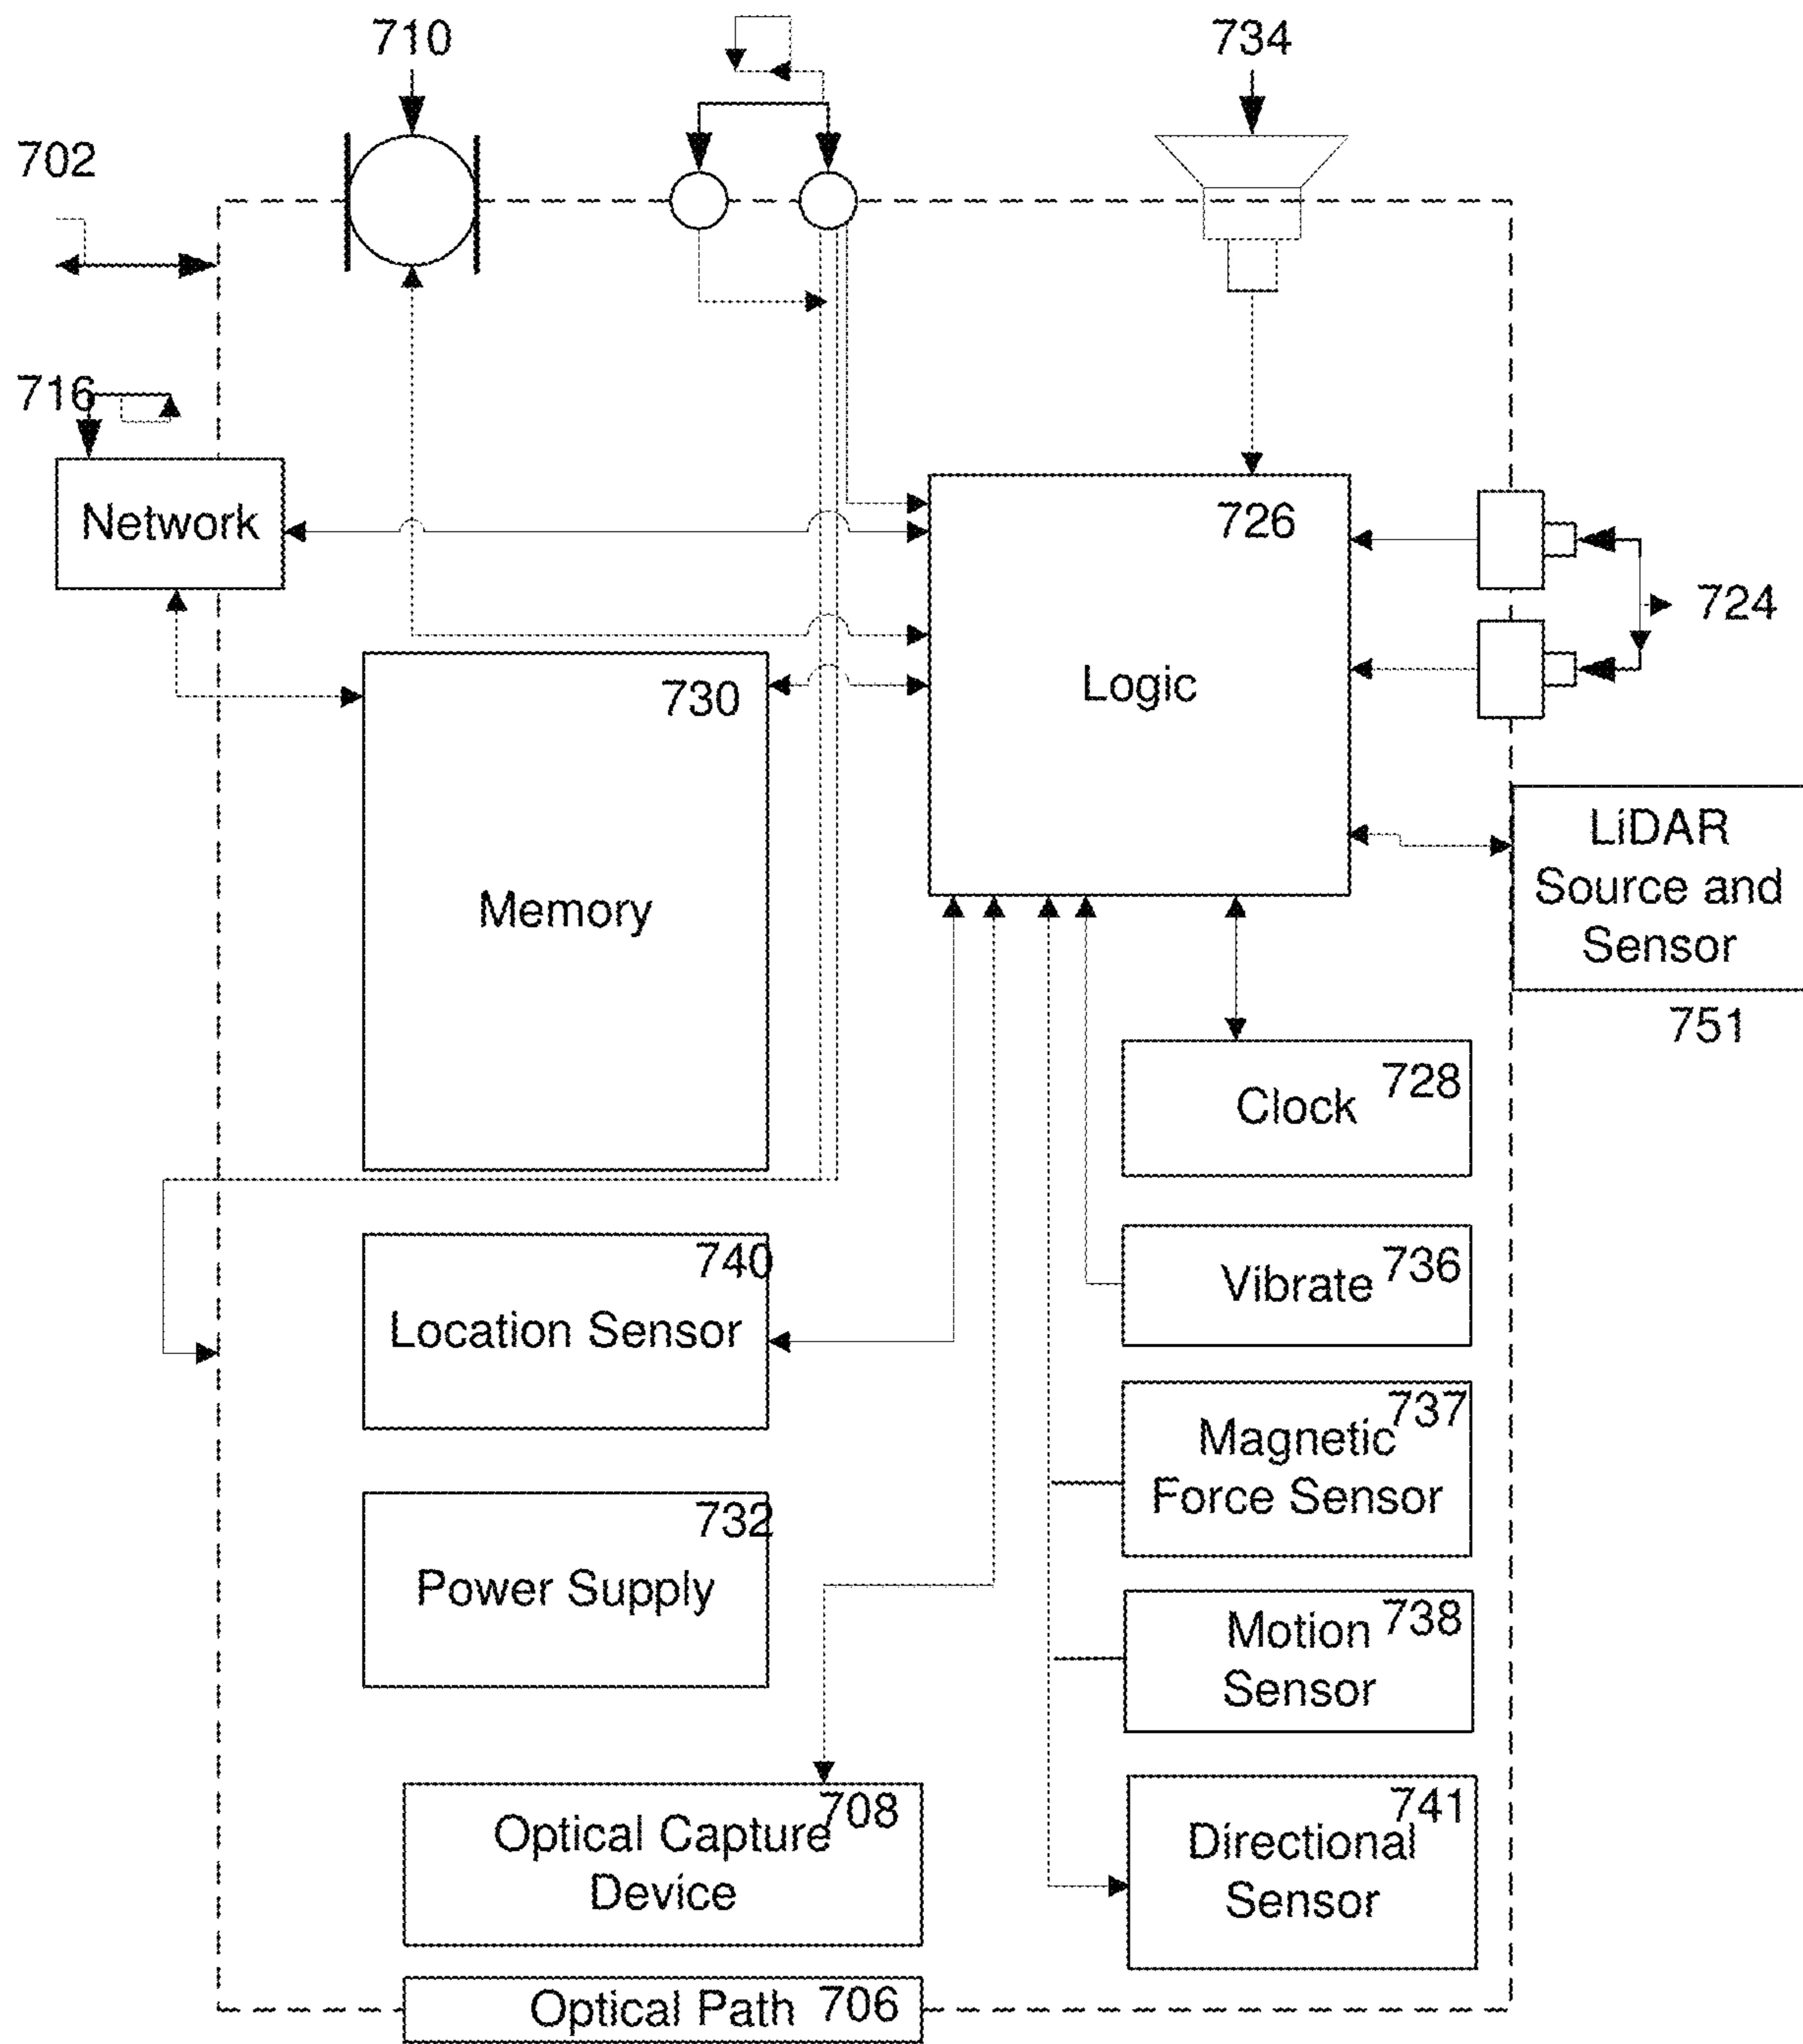 710
734
702
716
Network
726
Logic
724
730
Memory
LiDAR
Source and
Sensor
751
728
Clock
740
Location Sensor
736
Vibrate
737
Magnetic
Force Sensor
732
Power Supply
738
Motion
Sensor
708
Optical Capture
Device
741
Directional
Sensor
Optical Path 706